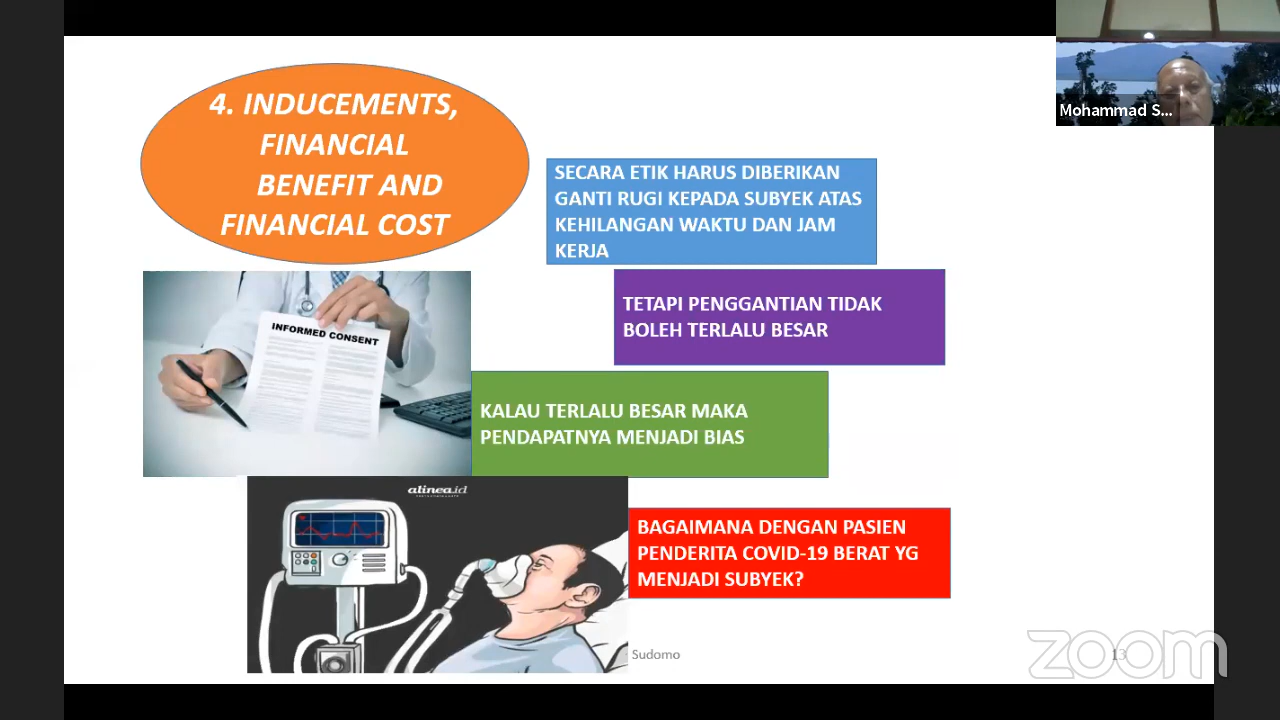 4. INDUCEMENTS,
FINANCIAL
BENEFIT AND
FINANCIAL COST
Mohammad S...
SECARA ETIK HARUS DIBERIKAN
GANTI RUGI KEPADA SUBYEK ATAS
KEHILANGAN WAKTU DAN JAM
KERJA
TETAPI PENGGANTIAN TIDAK
BOLEH TERLALU BESAR
INFORMED CONSENT
KALAU TERLALU BESAR MAKA
PENDAPATNYA MENJADI BIAS
alinea.id
BAGAIMANA DENGAN PASIEN
PENDERITA COVID-19 BERAT YG
MENJADI SUBYEK?
Sudomo
13
zoom